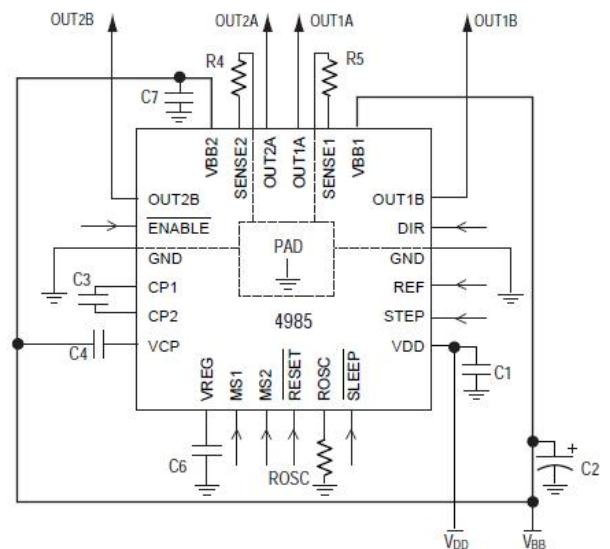 OUT2B
OUT2A
OUT1A
OUT1B
R4
R5
C7
VBB2
SENSE2
OUT2A
OUT1A
SENSE1
VBB1
OUT2B
OUT1B
ENABLE
DIR
GND
PAD
GND
C3
CP1
REF
CP2
4985
STEP
C4
VCP
VDD
C1
VREG
MS1
MS2
RESET
ROSC
SLEEP
C6
ROSC
+
C2
VDD
VBB